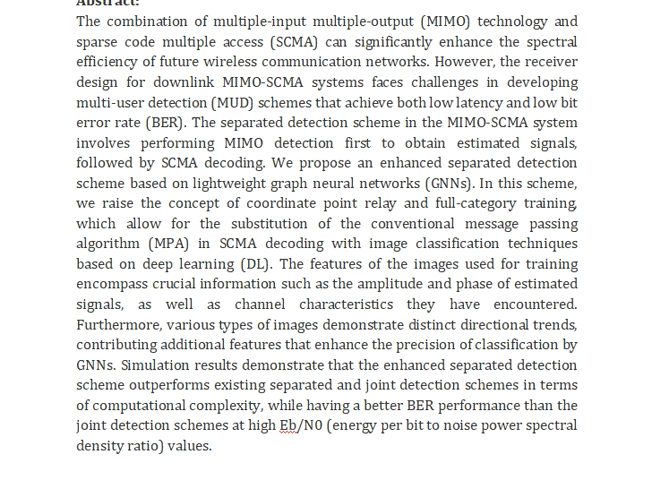 Abstract:
The combination of multiple-input multiple-output (MIMO) technology and
sparse code multiple access (SCMA) can significantly enhance the spectral
efficiency of future wireless communication networks. However, the receiver
design for downlink MIMO-SCMA systems faces challenges in developing
multi-user detection (MUD) schemes that achieve both low latency and low bit
error rate (BER). The separated detection scheme in the MIMO-SCMA system
involves performing MIMO detection first to obtain estimated signals,
followed by SCMA decoding. We propose an enhanced separated detection
scheme based on lightweight graph neural networks (GNNs). In this scheme,
we raise the concept of coordinate point relay and full-category training,
which allow for the substitution of the conventional message passing
algorithm (MPA) in SCMA decoding with image classification techniques
based on deep learning (DL). The features of the images used for training
encompass crucial information such as the amplitude and phase of estimated
signals, as well as channel characteristics they have encountered.
Furthermore, various types of images demonstrate distinct directional trends,
contributing additional features that enhance the precision of classification by
GNNs. Simulation results demonstrate that the enhanced separated detection
scheme outperforms existing separated and joint detection schemes in terms
of computational complexity, while having a better BER performance than the
joint detection schemes at high Eb/N0 (energy per bit to noise power spectral
density ratio) values.